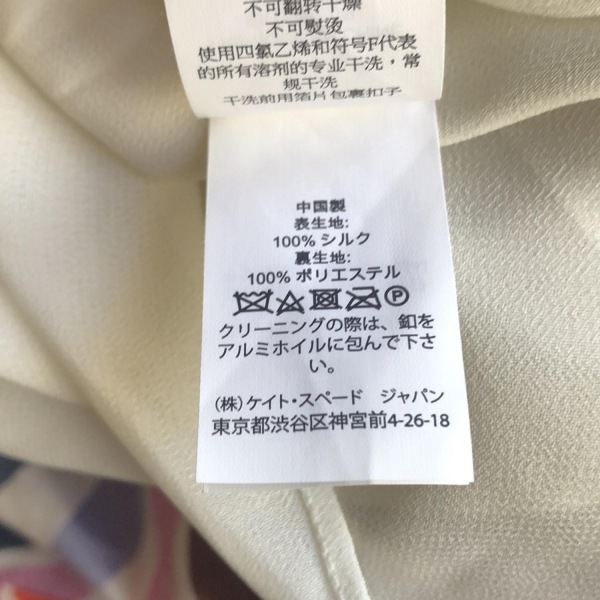 不可翻转干燥
不可熨烫
使用四氯乙烯和符号F代表
的所有溶剂的专业干洗，常
规干洗
干洗前用箔片包裹扣子
中国製
表生地:
100% シルク
裏生地:
100% ポリエステル
P
クリーニングの際は、釦を
アルミホイルに包んで下さ
い。
（株）ケイト・スペード　ジャパン
東京都渋谷区神宮前4-26-18